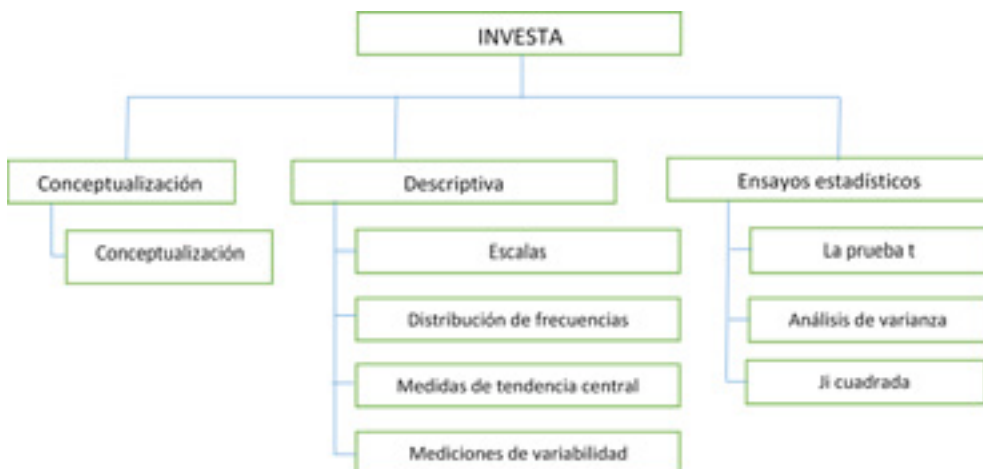 INVESTA
Conceptualización
Conceptualización
Descriptiva
Escalas
Distribución de frecuencias
Medidas de tendencia central
Mediciones de variabilidad
Ensayos estadísticos
La prueba t
Análisis de varianza
Ji cuadrada